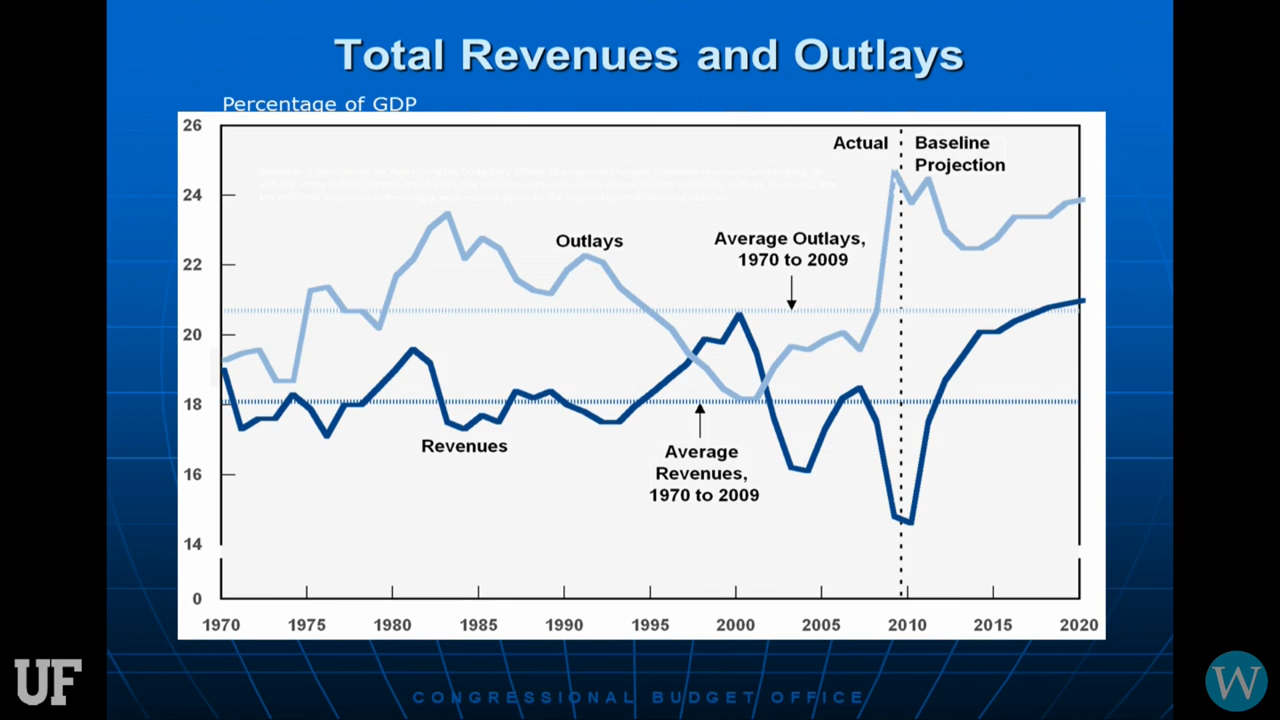 Total Revenues and Outlays
Percentage of GDP
26
24
22
20
18
16
14
0
Actual
Baseline
Projection
Outlays
Average Outlays,
1970 to 2009
Revenues
Average
Revenues,
1970 to 2009
1970 1975 1980 1985 1990 1995 2000 2005 2010 2015 2020
CONGRESSIONAL BUDGET OFFICE
UF
W